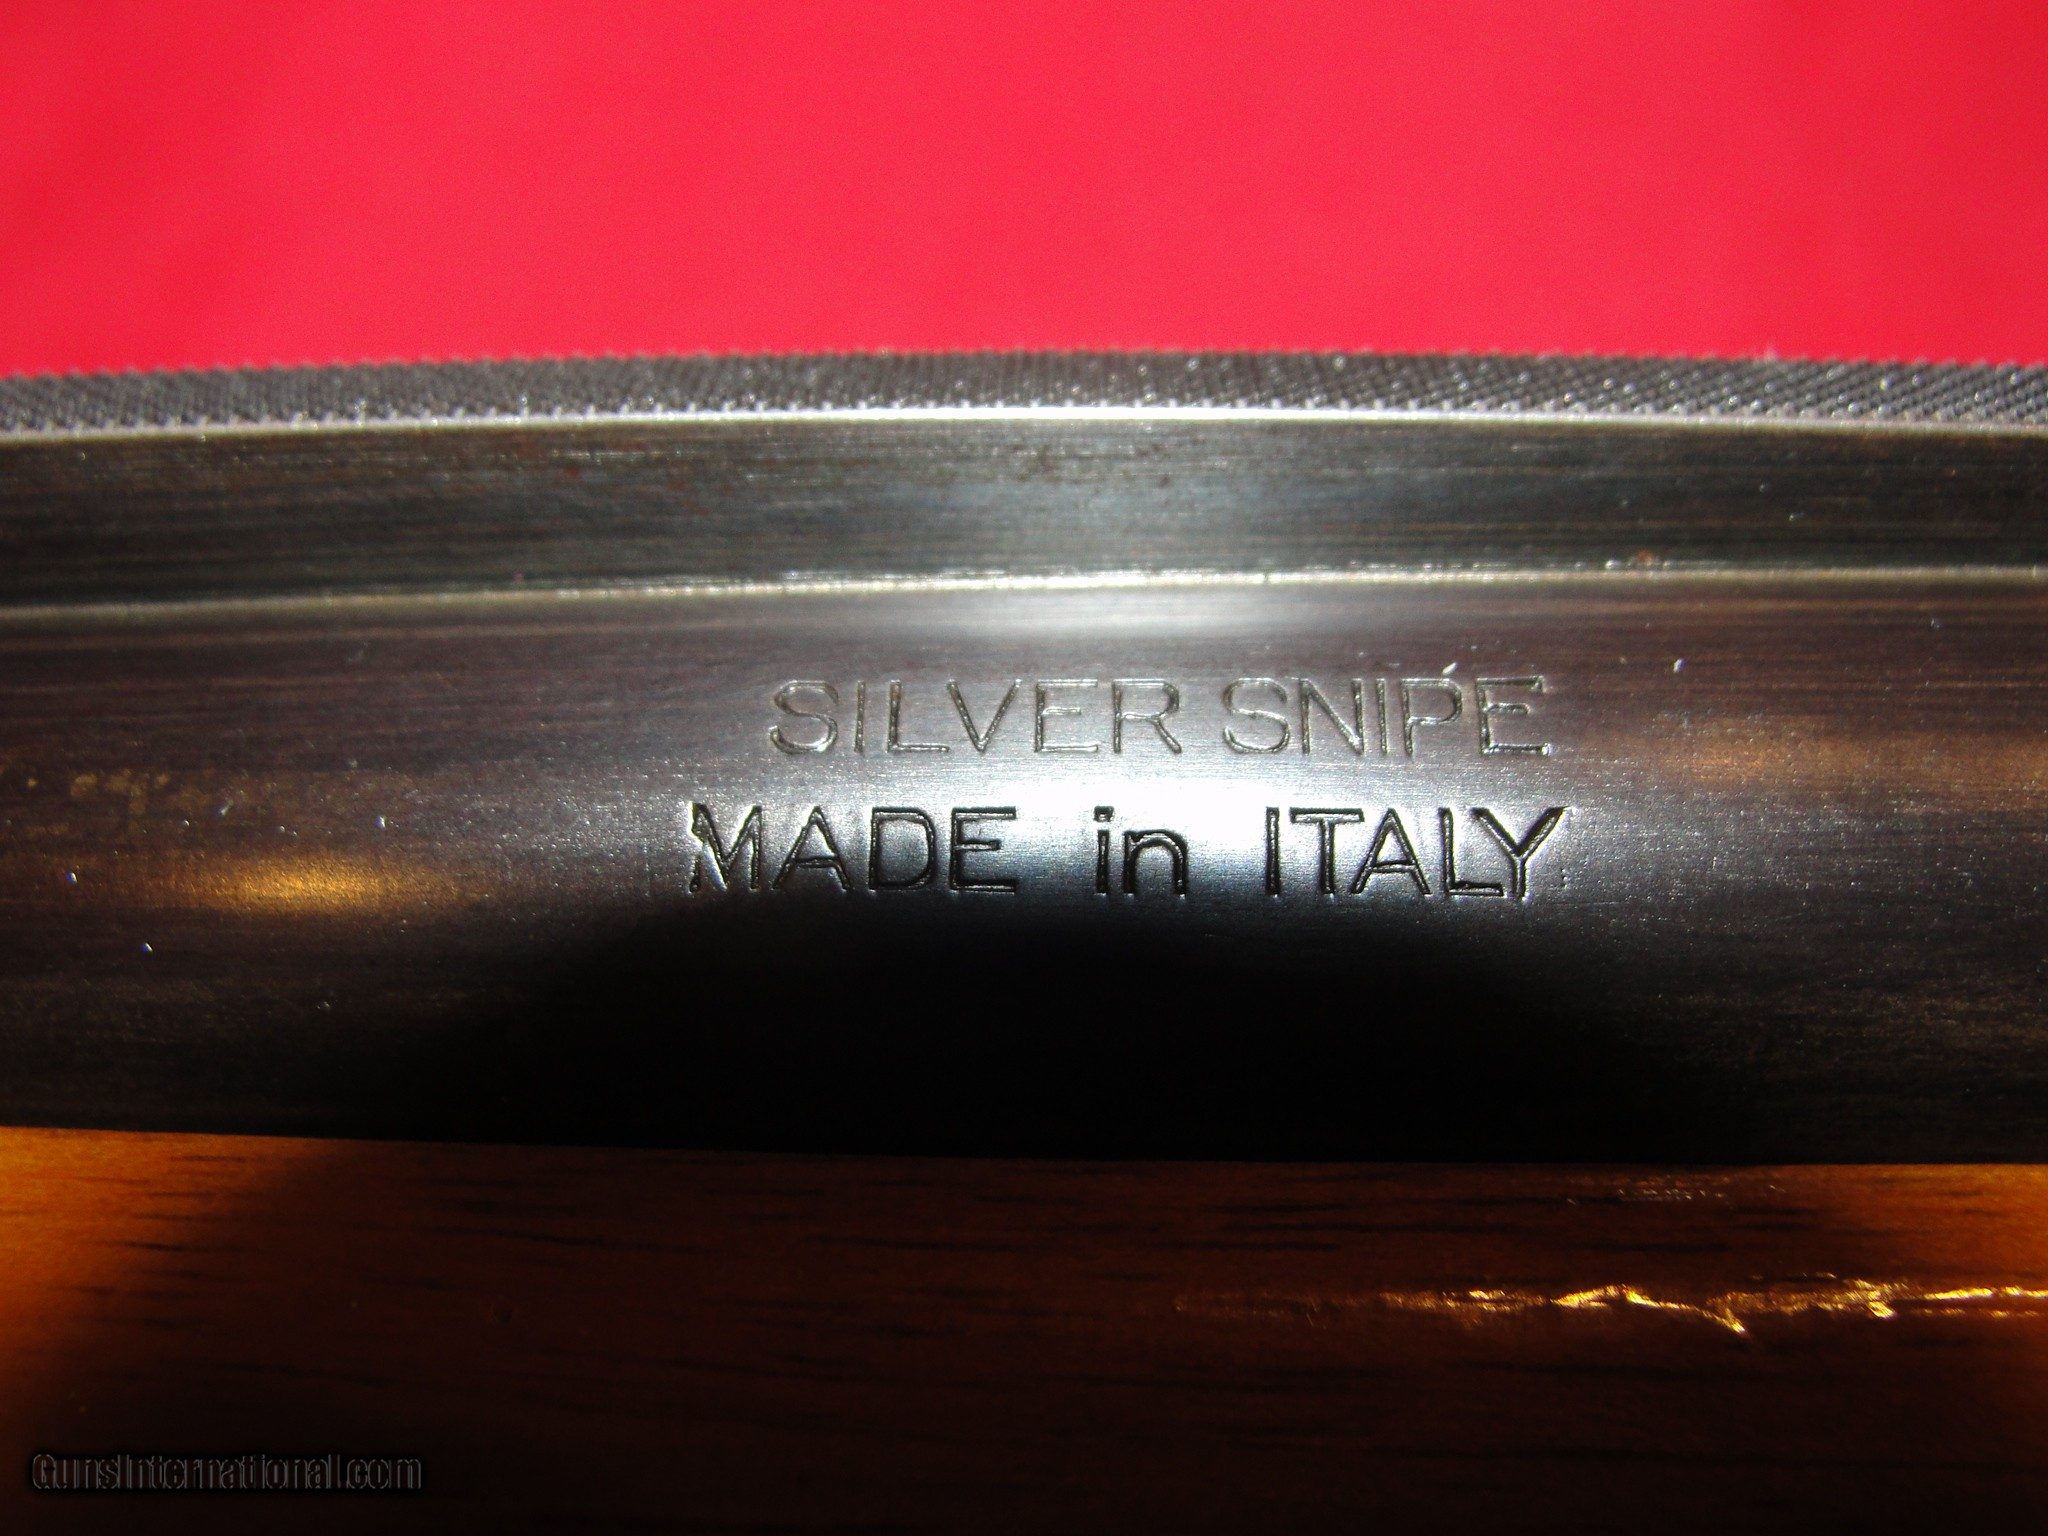 SILVER SNIPE
MADE in ITALY
GunsInternational.com